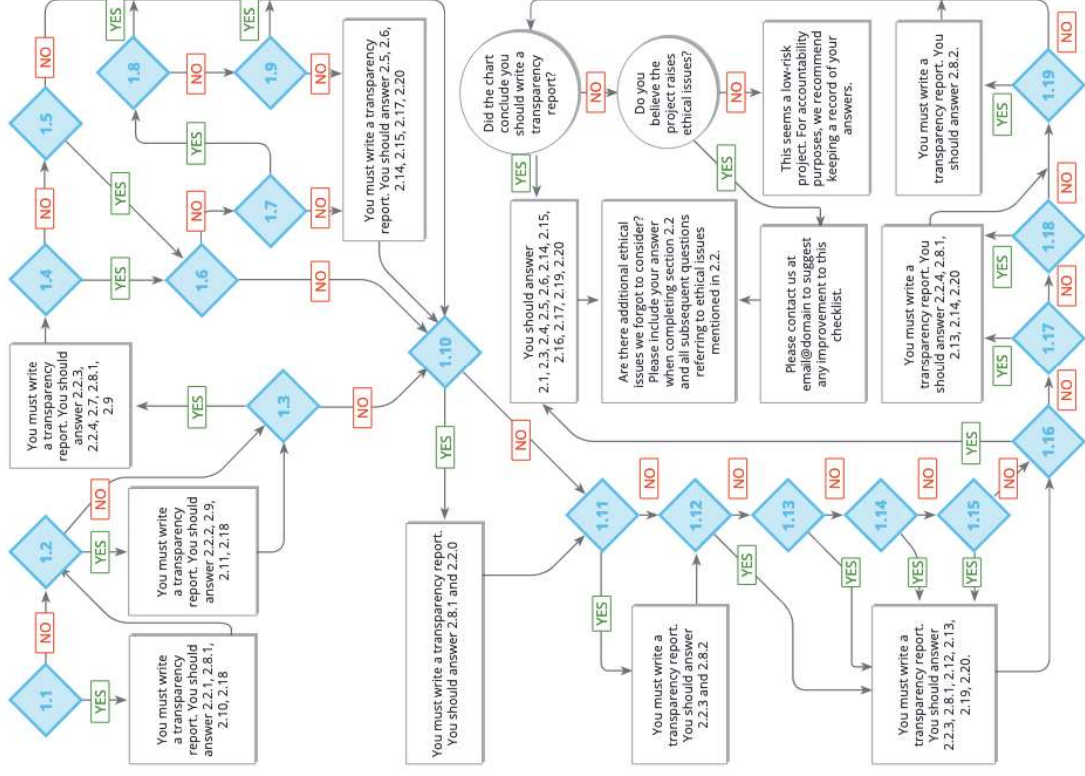 1.1
NO
YES
You must write
a transparency
report. You should
answer 2.2.1, 2.8.1,
2.10, 2.18
1.2
NO
YES
You must write
a transparency
report. You should
answer 2.2.2, 2.9,
2.11, 2.18
1.3
YES
NO
You must write
a transparency
report. You should
answer 2.2.3,
2.2.4, 2.7, 2.8.1,
2.9
1.4
NO
YES
1.5
NO
YES
1.6
NO
NO
1.7
YES
NO
1.8
YES
NO
1.9
YES
NO
You must write a transparency
report. You should answer 2.5, 2.6,
2.14, 2.15, 2.17, 2.20
1.10
YES
NO
You must write a transparency report.
You should answer 2.8.1 and 2.2.0
1.11
NO
YES
You must write a
transparency report.
You should answer
2.2.3 and 2.8.2
1.12
NO
YES
1.13
NO
YES
1.14
NO
YES
1.15
NO
YES
You must write a
transparency report.
You should answer
2.2.3, 2.8.1, 2.12, 2.13,
2.19, 2.20.
1.16
YES
NO
1.17
YES
NO
1.18
YES
NO
You must write a
transparency report. You
should answer 2.2.4, 2.8.1,
2.13, 2.14, 2.20
1.19
YES
NO
You must write a
transparency report. You
should answer 2.8.2.
Did the chart
conclude you
should write a
transparency
report?
YES
NO
You should answer
2.1, 2.3, 2.4, 2.5, 2.6, 2.14, 2.15,
2.16, 2.17, 2.19, 2.20
Do you
believe the
project raises
ethical issues?
YES
NO
Are there additional ethical
issues we forgot to consider?
Please include your answer
when completing section 2.2
and all subsequent questions
referring to ethical issues
mentioned in 2.2.
This seems a low-risk
project. For accountability
purposes, we recommend
keeping a record of your
answers.
Please contact us at
email@domain to suggest
any improvement to this
checklist.